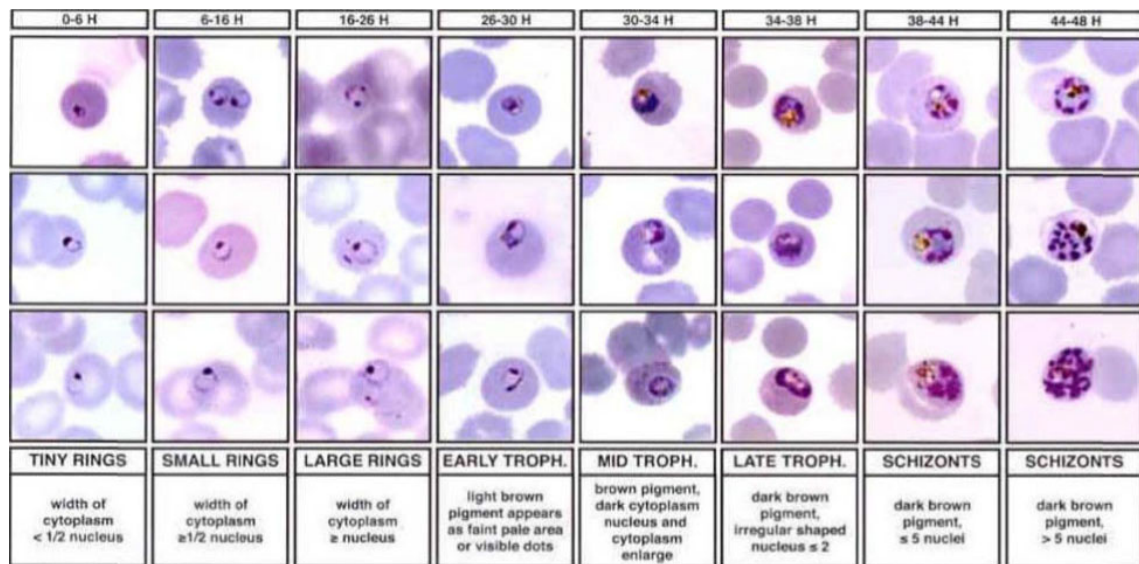 0-6 H
6-16 H
16-26 H
26-30 H
30-34 H
34-38 H
38-44 H
44-48 H
TINY RINGS
SMALL RINGS
LARGE RINGS
EARLY TROPH.
MID TROPH.
LATE TROPH.
SCHIZONTS
SCHIZONTS
width of
cytoplasm
< 1/2 nucleus
width of
cytoplasm
≥1/2 nucleus
width of
cytoplasm
≥ nucleus
light brown
pigment appears
as faint pale area
or visible dots
brown pigment,
dark cytoplasm
nucleus and
cytoplasm
enlarge
dark brown
pigment,
irregular shaped
nucleus ≤ 2
dark brown
pigment,
≤ 5 nuclei
dark brown
pigment,
> 5 nuclei